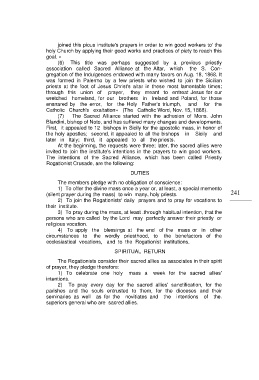 joined this pious institute's prayers in order to win good workers to' the
holy Church by applying their good works and practices of piety to reach this
goal. »
(6) This title was perhaps suggested by a previous priestly
association called Sacred Alliance at the Altar, which the S. Con-
gregation of the Indulgences endowed with many favors on Aug. 18, 1868. It
was formed in Palermo by a few priests who wished to join the Sicilian
priests at the foot of Jesus Christ's altar in those most lamentable times;
through this union of prayer, they meant to entreat Jesus for our
wretched homeland, for our brothers in Ireland and Poland, for those
ensnared by the error, for the Holy Father's triumph, and for the
Catholic Church's exaltation» (The Catholic Word, Nov. 15, 1868).
(7) The Sacred Alliance started with the adhesion of Mons. John
Blandini, bishop of Noto, and has suffered many changes and developments.
First, it appealed to 12 bishops in Sicily for the apostolic mass, in honor of
the holy apostles; second, it appealed to all the bishops in Sicily and
later in Italy; third, it appealed to all the priests.
At the beginning, the requests were three; later, the sacred allies were
invited to join the institute's intentions in the prayers to win good workers.
The intentions of the Sacred Alliance, which has been called Priestly
Rogationist Crusade, are the following:
DUTIES
The members pledge with no obligation of conscience:
1) To offer the divine mass once a year or, at least, a special memento
(silent prayer during the mass) to win many, holy priests
241
2) To join the Rogationists' daily prayers and to pray for vocations to
their institute.
3) To pray during the mass, at least through habitual intention, that the
persons who are called by the Lord may perfectly answer their priestly or
religious vocation.
4) To apply the blessings at the end of the mass or in other
circumstances to the worldly priesthood, to the benefactors of the
ecclesiastical vocations, and to the Rogationist institutions.
SPIRITUAL RETURN
The Rogationists consider their sacred allies as associates in their spirit
of prayer; they pledge therefore:
1) To celebrate one holy mass a week for the sacred allies'
intentions.
2) To pray every day for the sacred allies' sanctification, for the
parishes and the souls entrusted to them, for the dioceses and their
seminaries as well as for the novitiates and the intentions of the
superiors general who are sacred allies.